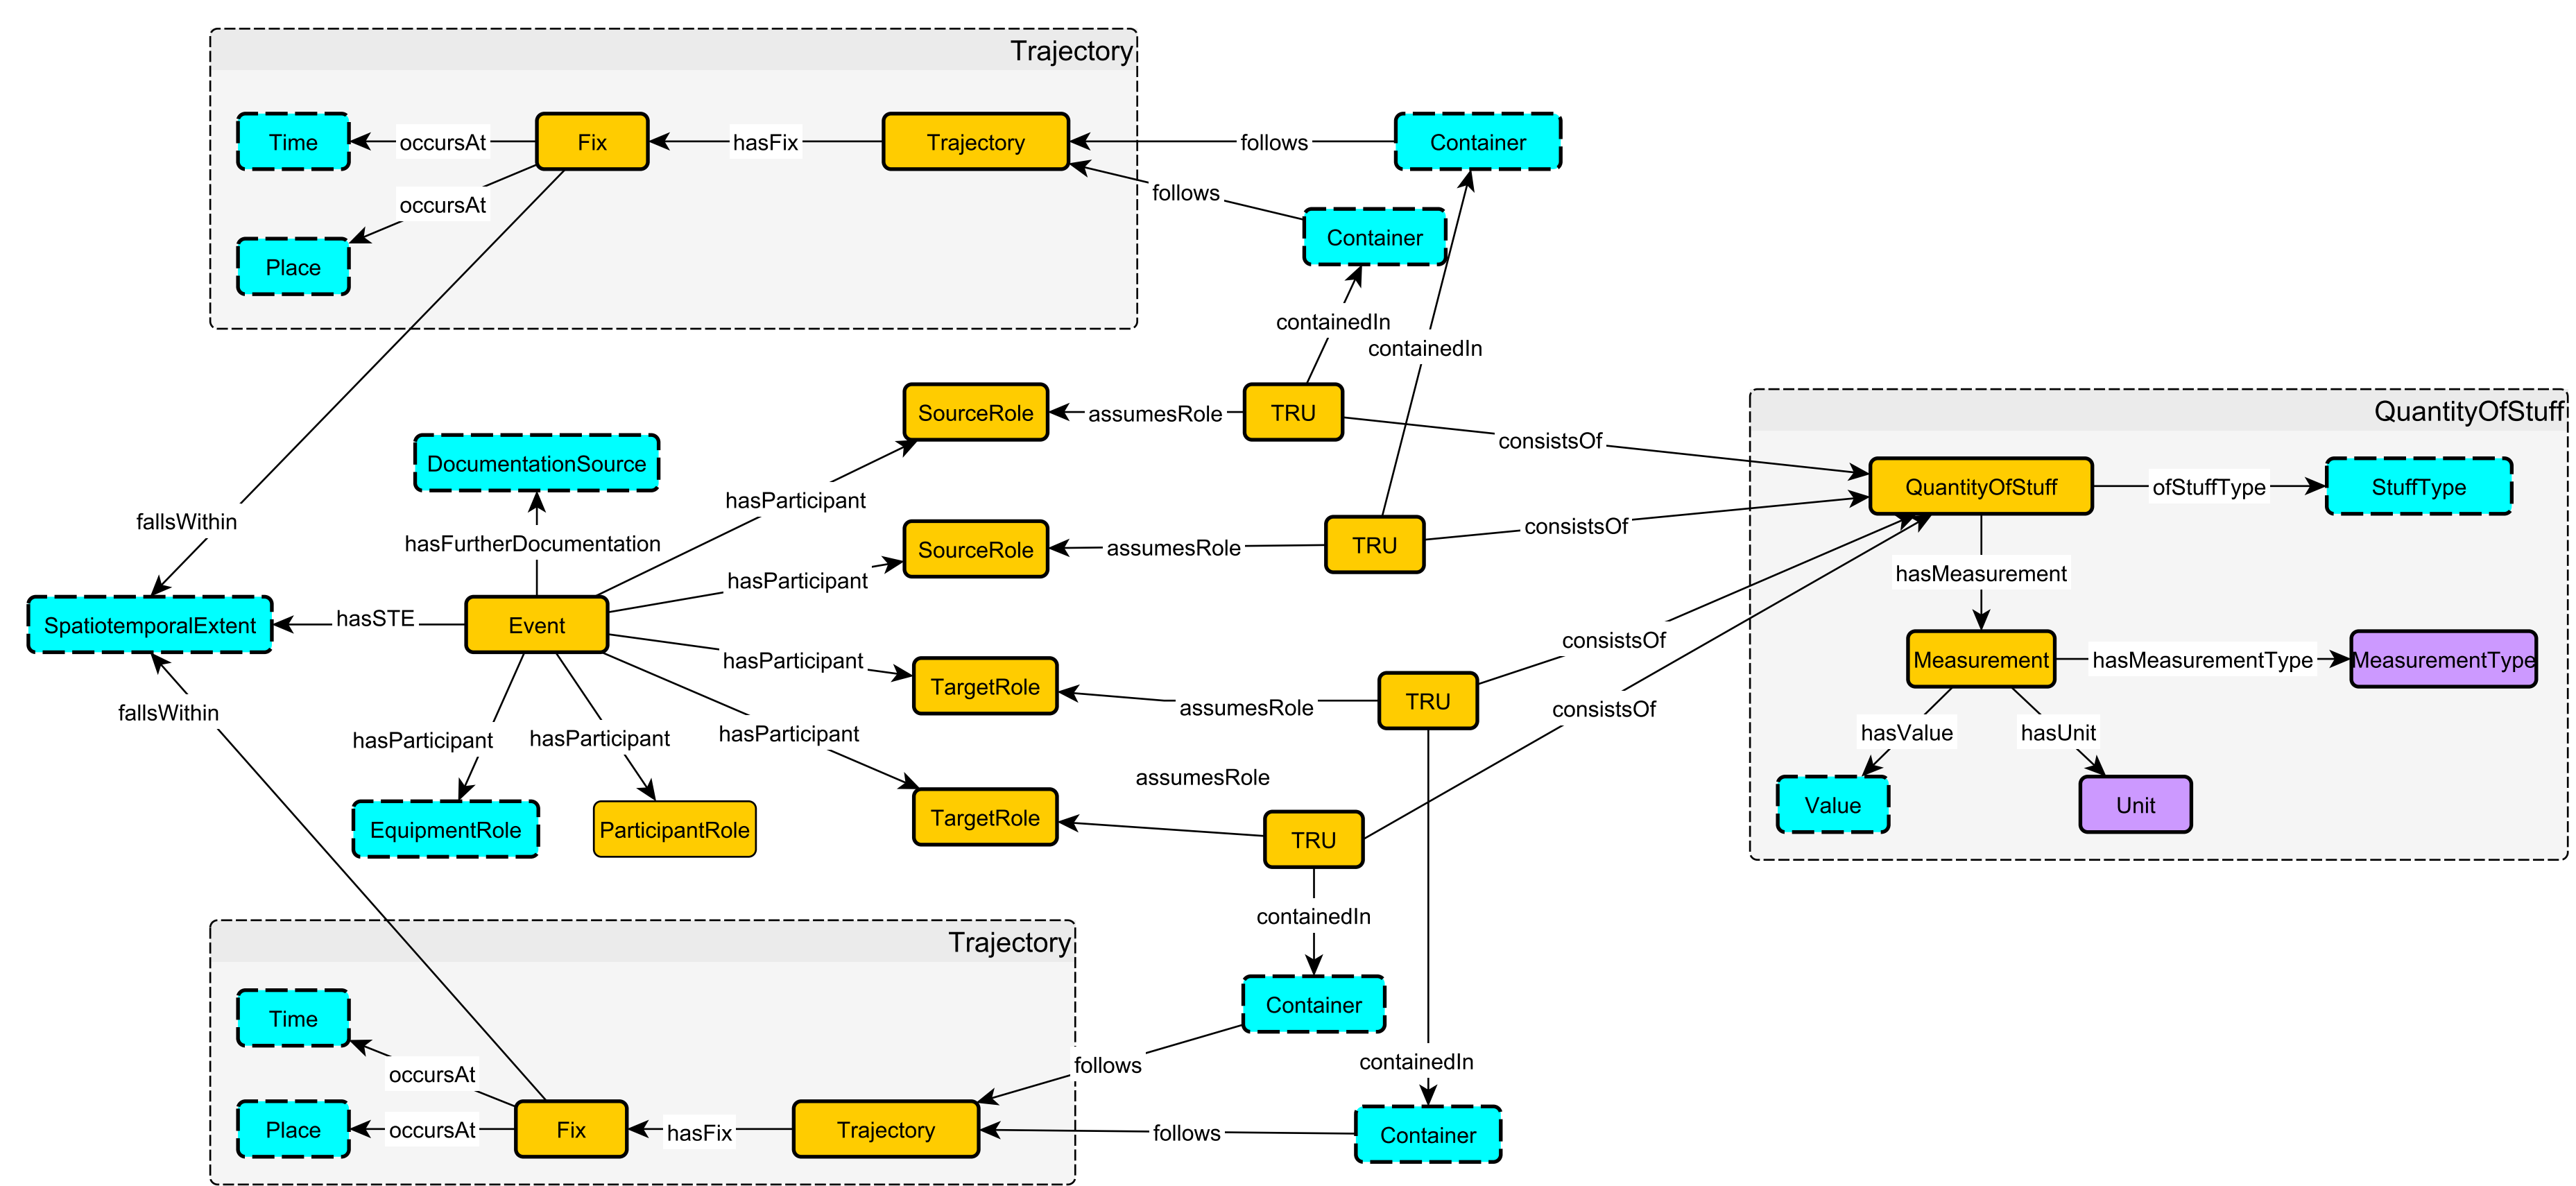 Trajectory
Time
occursAt
Fix
hasFix
Trajectory
follows
Container
occursAt
follows
Place
Container
containedIn
containedIn
SourceRole
assumesRole
TRU
QuantityOfStuff
consistsOf
DocumentationSource
QuantityOfStuff
ofStuffType
StuffType
hasParticipant
fallsWithin
consistsOf
hasFurtherDocumentation
SourceRole
assumesRole
TRU
hasMeasurement
hasParticipant
SpatiotemporalExtent
hasSTE
Event
consistsOf
hasParticipant
Measurement
hasMeasurementType
MeasurementType
TargetRole
assumesRole
TRU
consistsOf
fallsWithin
hasParticipant
hasParticipant
hasParticipant
hasValue
hasUnit
assumesRole
Value
Unit
EquipmentRole
ParticipantRole
TargetRole
TRU
containedIn
Trajectory
Time
Container
occursAt
follows
containedIn
Place
occursAt
Fix
hasFix
Trajectory
follows
Container